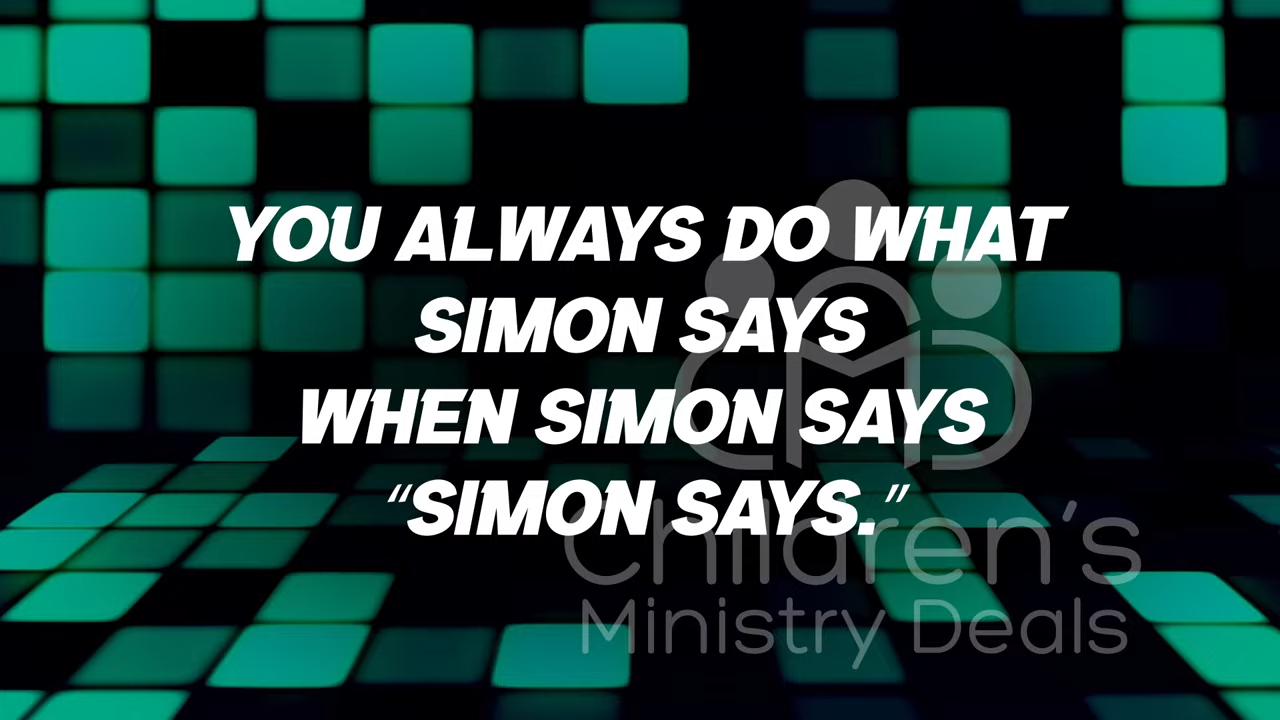 YOU ALWAYS DO WHAT
SIMON SAYS
WHEN SIMON SAYS
“SIMON SAYS.”
Children’s
Ministry Deals